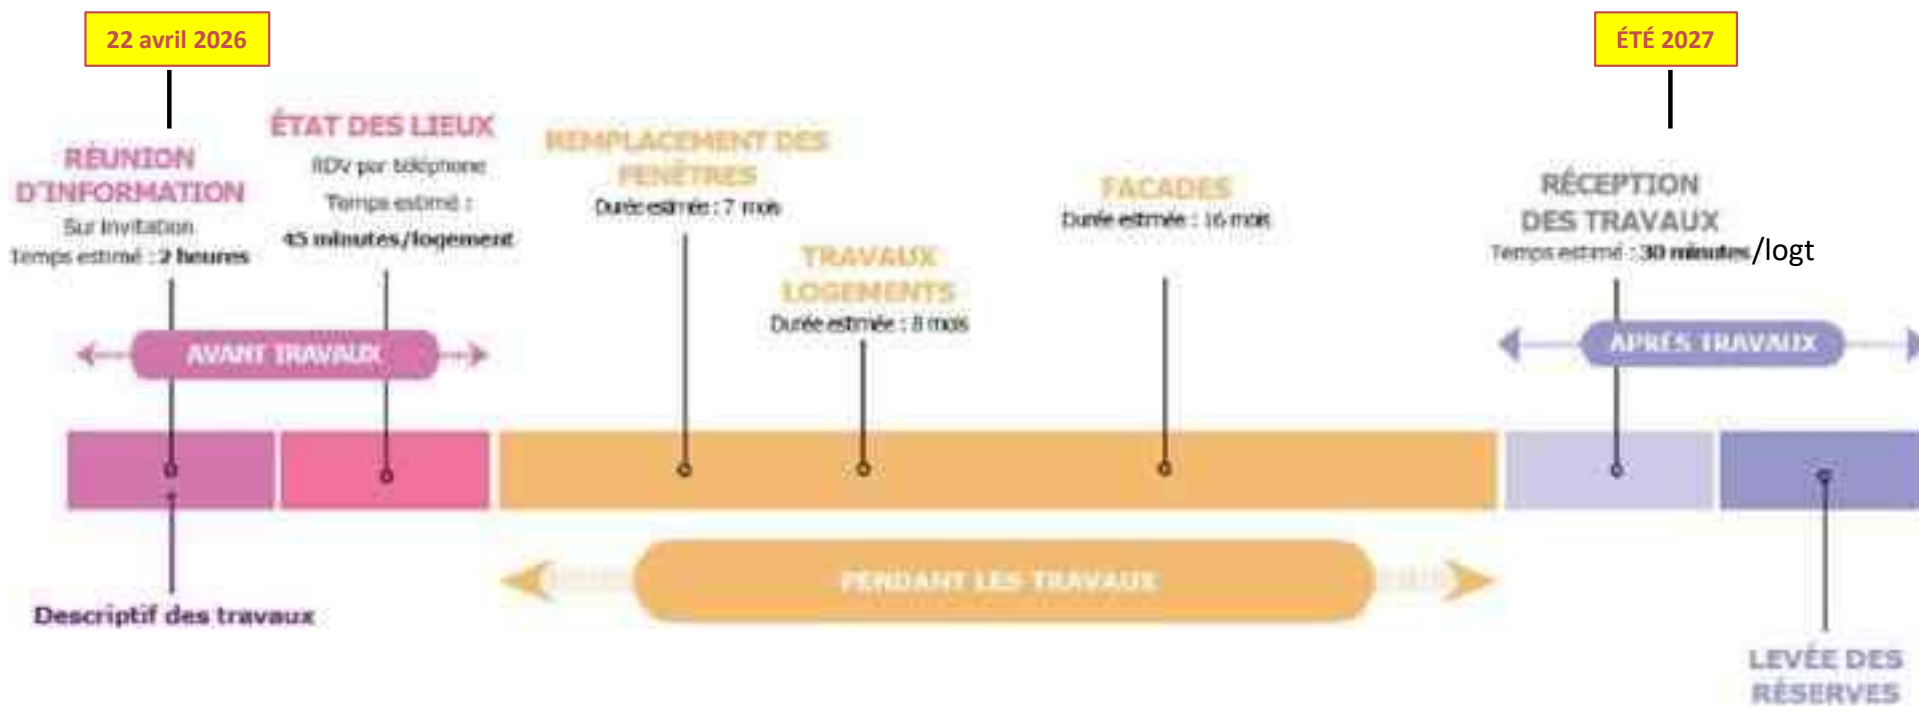 22 avril 2026
ÉTÉ 2027
RÉUNION
D'INFORMATION
Sur Invitation
Temps estimé : 2 heures
ÉTAT DES LIEUX
RDV par téléphone
Temps estimé :
45 minutes/logement
REMPLACEMENT DES
FENÊTRES
Durée estimée : 7 mois
TRAVAUX
LOGEMENTS
Durée estimée : 8 mois
FACADES
Durée estimée : 16 mois
RÉCEPTION
DES TRAVAUX
Temps estimé : 30 minutes/logt
AVANT TRAVAUX
APRÈS TRAVAUX
PENDANT LES TRAVAUX
Descriptif des travaux
LEVÉE DES
RÉSERVES